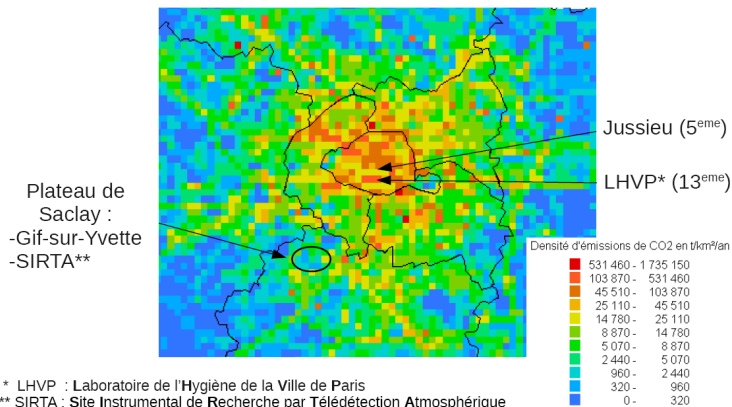 Jussieu (5eme)
LHVP* (13eme)
Plateau de
Saclay :
-Gif-sur-Yvette
-SIRTA**
Densité d'émissions de CO2 en t/km²/an
531 460 - 1 735 150
103 870 - 531 460
45 510 - 103 870
25 110 - 45 510
14 780 - 25 110
8 870 - 14 780
5 070 - 8 870
2 440 - 5 070
960 - 2 440
320 - 960
0 - 320
* LHVP : Laboratoire de l'Hygiène de la Ville de Paris
** SIRTA : Site Instrumental de Recherche par Télédétection Atmosphérique